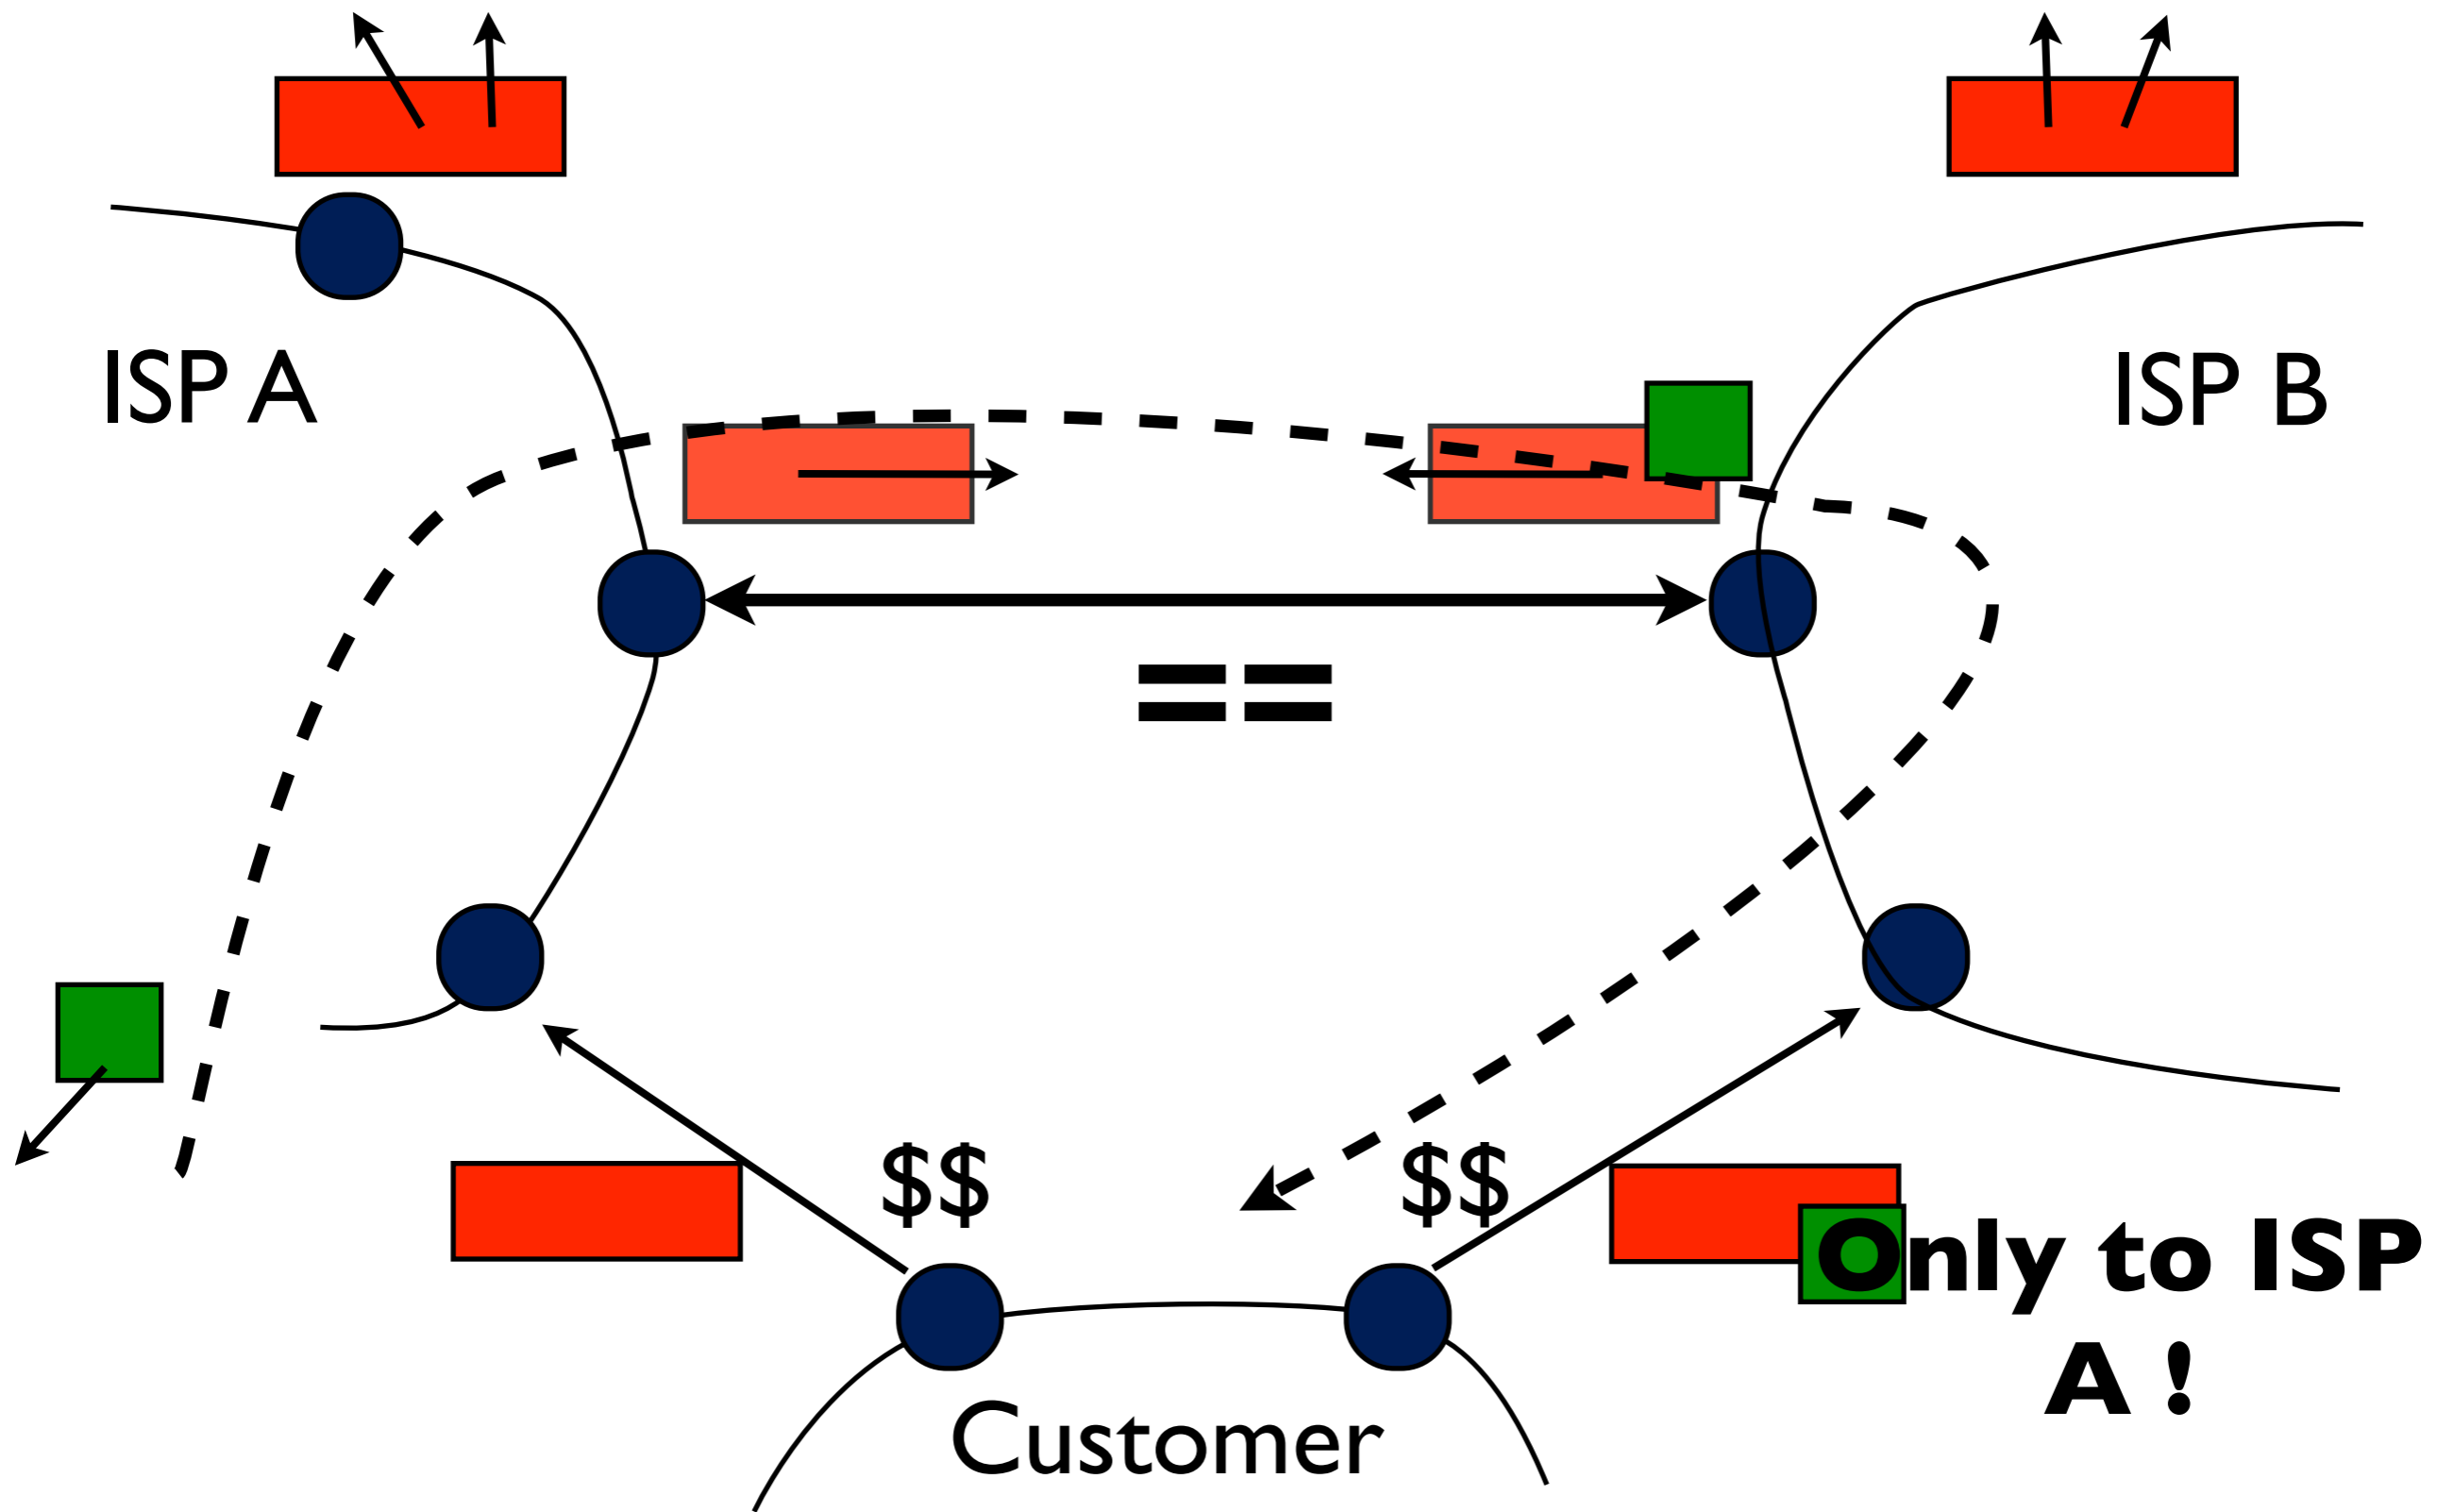 ISP A
ISP B
==
$$
$$
Only to ISP
A !
Customer